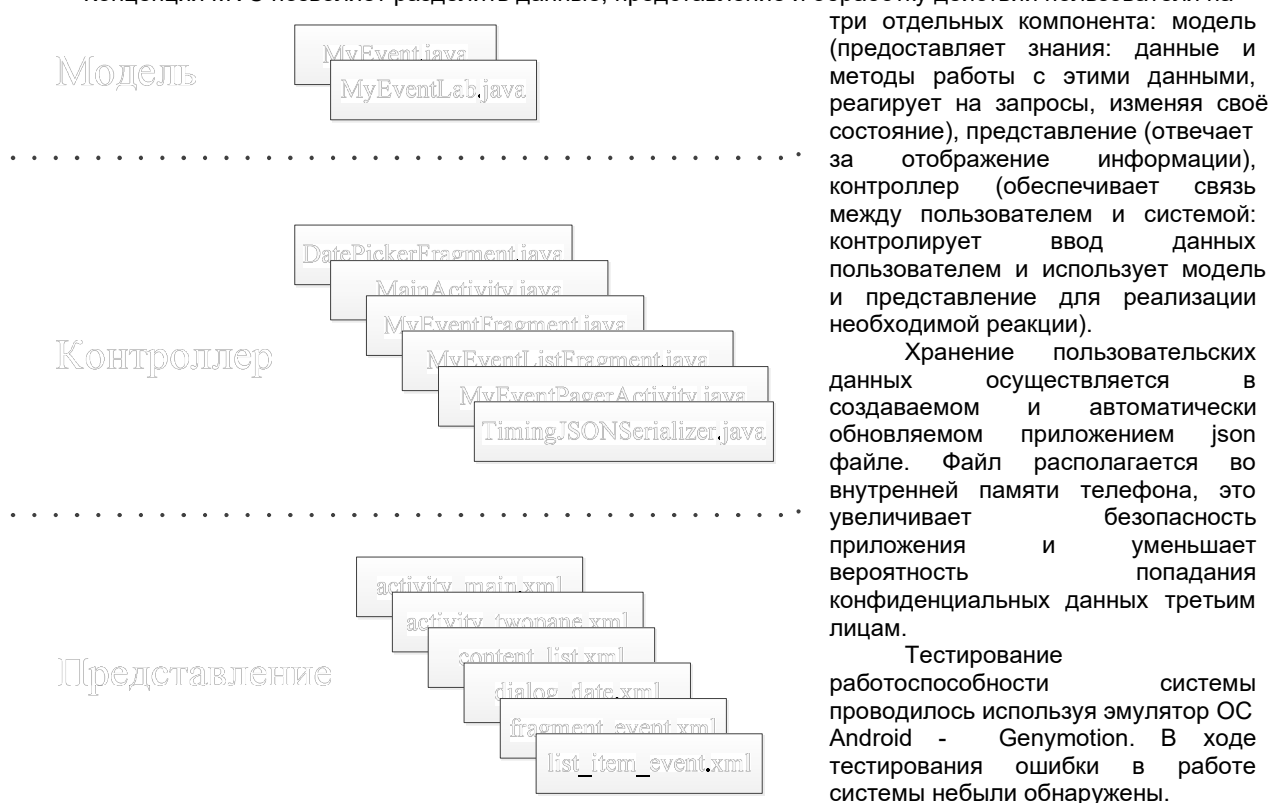 три отдельных компонента: модель
(предоставляет знания: данные и
методы работы с этими данными,
реагирует на запросы, изменяя своё
состояние), представление (отвечает
за отображение информации),
контроллер (обеспечивает связь
между пользователем и системой:
контролирует ввод данных
пользователем и использует модель
и представление для реализации
необходимой реакции).
Хранение пользовательских
данных осуществляется в
создаваемом и автоматически
обновляемом приложением json
файле. Файл располагается во
внутренней памяти телефона, это
увеличивает безопасность
приложения и уменьшает
вероятность попадания
конфиденциальных данных третьим
лицам.
Тестирование
работоспособности системы
проводилось используя эмулятор ОС
Android - Genymotion. В ходе
тестирования ошибки в работе
системы небыли обнаружены.
Модель
MyEvent.java
MyEventLab.java
Контроллер
DatePickerFragment.java
MainActivity.java
MyEventFragment.java
MyEventListFragment.java
MyEventPagerActivity.java
TimingJSONSerializer.java
Представление
activity_main.xml
activity_twopane.xml
content_list.xml
dialog_date.xml
fragment_event.xml
list_item_event.xml